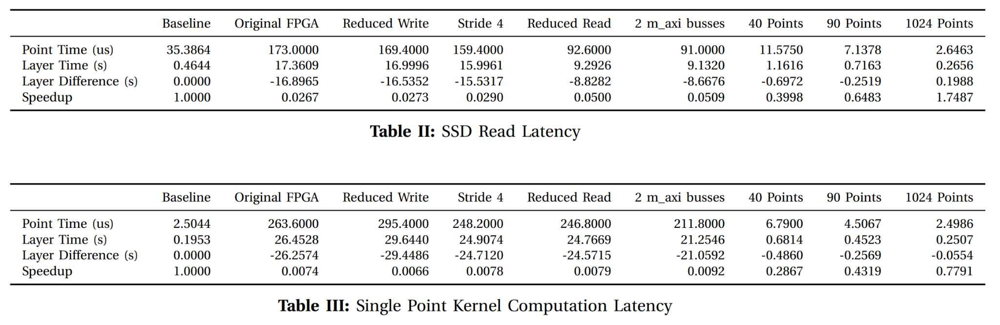 Baseline Original FPGA Reduced Write Stride 4 Reduced Read 2 m_axi busses 40 Points 90 Points 1024 Points
Point Time (us) 35.3864 173.0000 169.4000 159.4000 92.6000 91.0000 11.5750 7.1378 2.6463
Layer Time (s) 0.4644 17.3609 16.9996 15.9961 9.2926 9.1320 1.1616 0.7163 0.2656
Layer Difference (s) 0.0000 -16.8965 -16.5352 -15.5317 -8.8282 -8.6676 -0.6972 -0.2519 0.1988
Speedup 1.0000 0.0267 0.0273 0.0290 0.0500 0.0509 0.3998 0.6483 1.7487
Table II: SSD Read Latency
Baseline Original FPGA Reduced Write Stride 4 Reduced Read 2 m_axi busses 40 Points 90 Points 1024 Points
Point Time (us) 2.5044 263.6000 295.4000 248.2000 246.8000 211.8000 6.7900 4.5067 2.4986
Layer Time (s) 0.1953 26.4528 29.6440 24.9074 24.7669 21.2546 0.6814 0.4523 0.2507
Layer Difference (s) 0.0000 -26.2574 -29.4486 -24.7120 -24.5715 -21.0592 -0.4860 -0.2569 -0.0554
Speedup 1.0000 0.0074 0.0066 0.0078 0.0079 0.0092 0.2867 0.4319 0.7791
Table III: Single Point Kernel Computation Latency